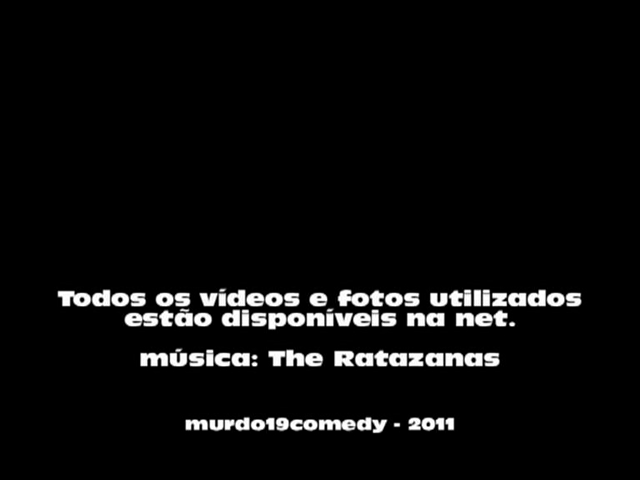 Todos os vídeos e fotos utilizados
estão disponíveis na net.
música: The Ratazanas
murdo19comedy - 2011